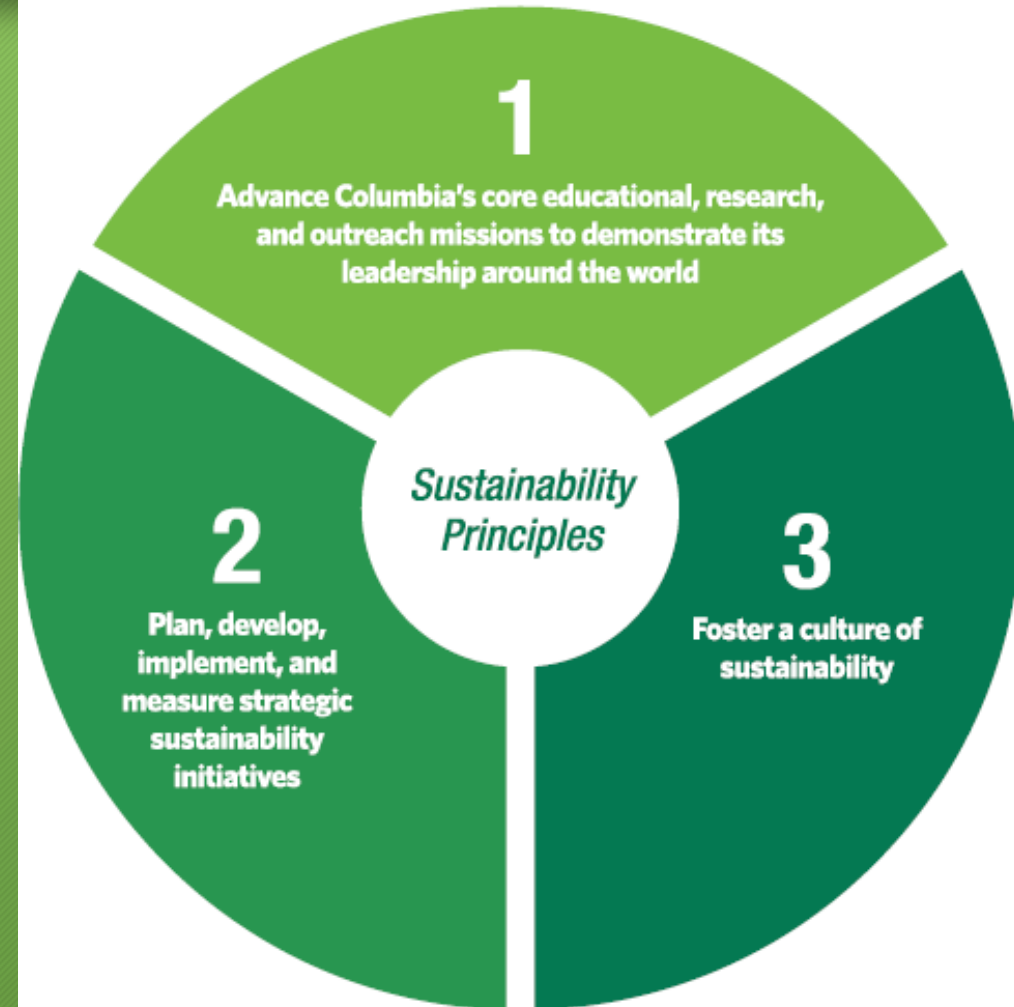 1
Advance Columbia's core educational, research,
and outreach missions to demonstrate its
leadership around the world
Sustainability
Principles
2
Plan, develop,
implement, and
measure strategic
sustainability
initiatives
3
Foster a culture of
sustainability